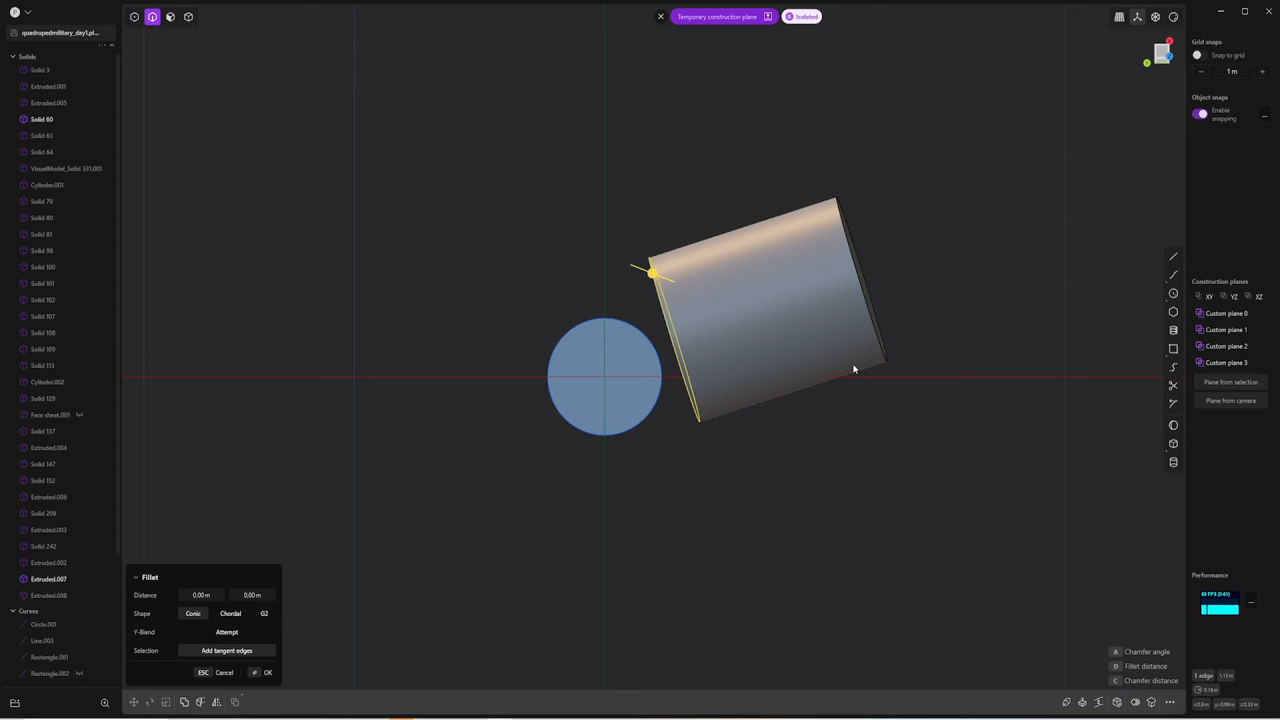 Temporary construction plane
Isolated
quadrupedmilitary_day1.pl...
Solids
Solid 3
Extruded.001
Extruded.005
Solid 60
Solid 63
Solid 64
VisualModel_Solid 331.001
Cylinder.001
Solid 79
Solid 80
Solid 81
Solid 98
Solid 100
Solid 101
Solid 102
Solid 107
Solid 108
Solid 109
Solid 113
Cylinder.002
Solid 129
Face sheet.001
Solid 137
Extruded.004
Solid 147
Solid 152
Extruded.006
Solid 209
Extruded.003
Solid 242
Extruded.002
Extruded.007
Extruded.008
Curves
Circle.001
Line.003
Rectangle.001
Rectangle.002
Fillet
Distance 0,00 m 0,00 m
Shape Conic Chordal G2
Y-Blend Attempt
Selection Add tangent edges
ESC Cancel OK
Grid snaps
Snap to grid
1 m
Object snaps
Enable
snapping
...
Construction planes
XY YZ XZ
Custom plane 0
Custom plane 1
Custom plane 2
Custom plane 3
Plane from selection
Plane from camera
Performance
...
A Chamfer angle
D Fillet distance
C Chamfer distance
1 edge 1.15 m
0.18 m